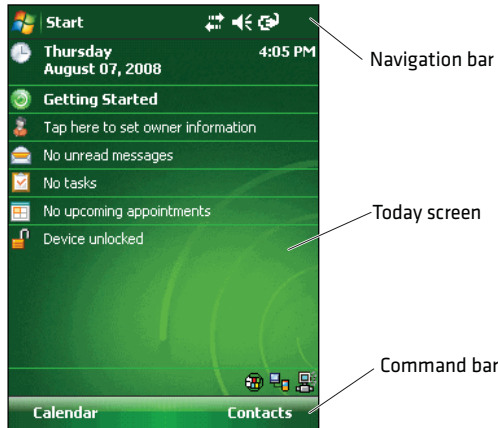 Start
Thursday 4:05 PM
August 07, 2008
Getting Started
Tap here to set owner information
No unread messages
No tasks
No upcoming appointments
Device unlocked
Calendar Contacts
Navigation bar
Today screen
Command bar